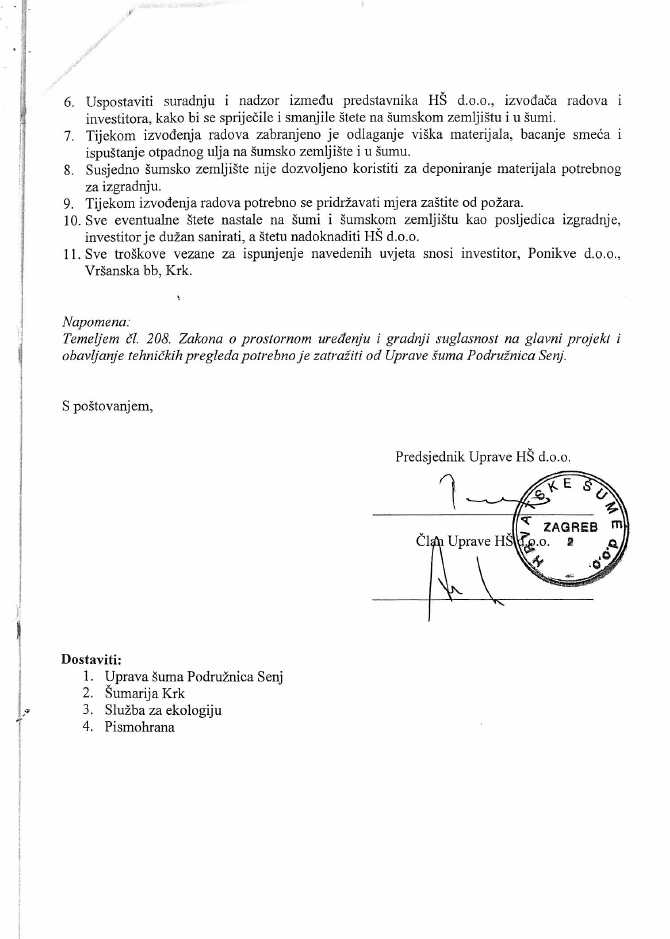 6. Uspostaviti suradnju i nadzor između predstavnika HŠ d.o.o., izvođača radova i
investitora, kako bi se spriječile i smanjile štete na šumskom zemljištu i u šumi.
7. Tijekom izvođenja radova zabranjeno je odlaganje viška materijala, bacanje smeća i
ispuštanje otpadnog ulja na šumsko zemljište i u šumu.
8. Susjedno šumsko zemljište nije dozvoljeno koristiti za deponiranje materijala potrebnog
za izgradnju.
9. Tijekom izvođenja radova potrebno se pridržavati mjera zaštite od požara.
10. Sve eventualne štete nastale na šumi i šumskom zemljištu kao posljedica izgradnje,
investitor je dužan sanirati, a štetu nadoknaditi HŠ d.o.o.
11. Sve troškove vezane za ispunjenje navedenih uvjeta snosi investitor, Ponikve d.o.o.,
Vršanska bb, Krk.
Napomena:
Temeljem čl. 208. Zakona o prostornom uređenju i gradnji suglasnost na glavni projekt i
obavljanje tehničkih pregleda potrebno je zatražiti od Uprave šuma Podružnica Senj.
S poštovanjem,
Predsjednik Uprave HŠ d.o.o.
HRVATSKE ŠUME d.o.o.
ZAGREB
2
Član Uprave HŠ d.o.o.
Dostaviti:
1. Uprava šuma Podružnica Senj
2. Šumarija Krk
3. Služba za ekologiju
4. Pismohrana